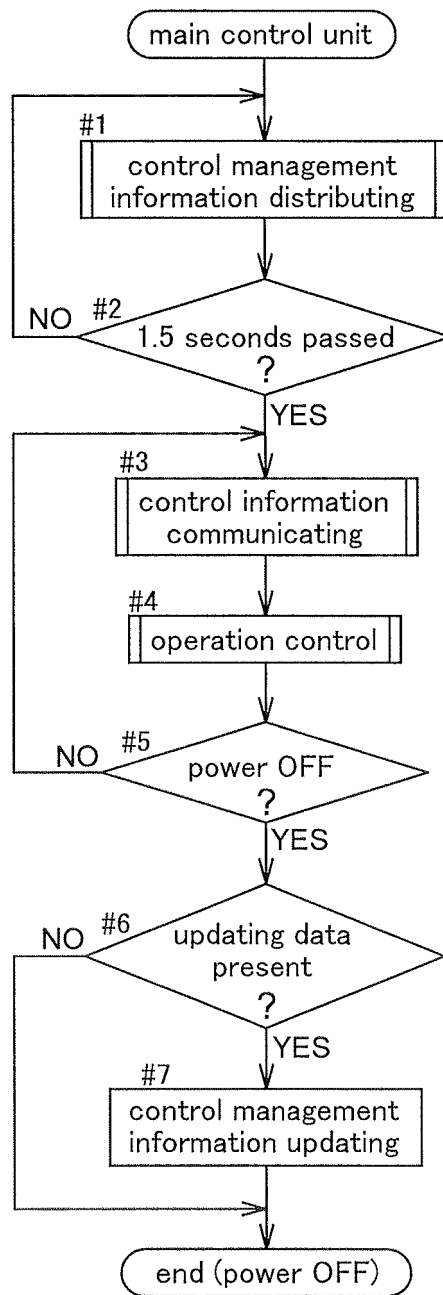 main control unit
#1
control management
information distributing
NO
#2
1.5 seconds passed
?
YES
#3
control information
communicating
#4
operation control
NO
#5
power OFF
?
YES
NO
#6
updating data
present
?
YES
#7
control management
information updating
end (power OFF)